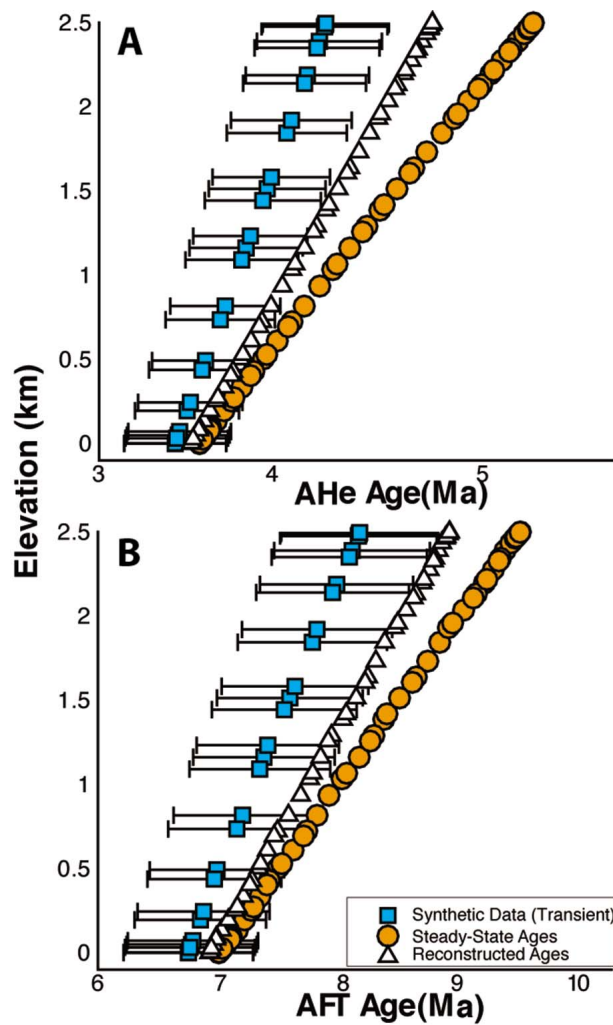 A
2.5
2
1.5
1
0.5
0
3
4
5
AHe Age(Ma)
Elevation (km)
B
2.5
2
1.5
1
0.5
0
Synthetic Data (Transient)
Steady-State Ages
Reconstructed Ages
6
7
8
9
10
AFT Age(Ma)